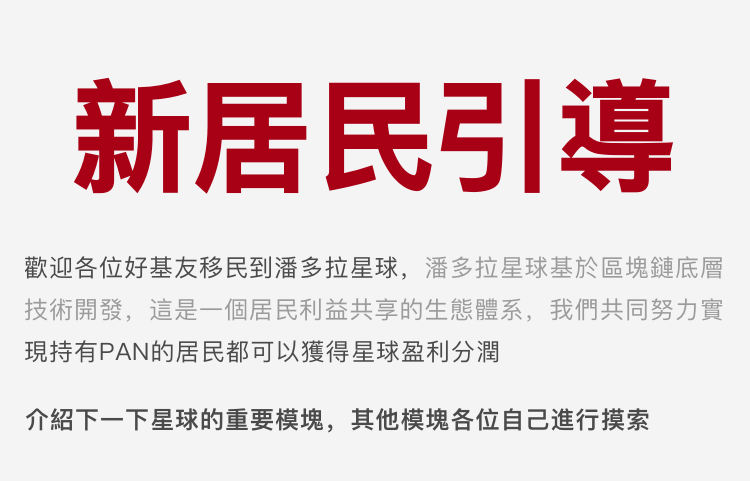 新居民引導
歡迎各位好基友移民到潘多拉星球，潘多拉星球基於區塊鏈底層
技術開發，這是一個居民利益共享的生態體系，我們共同努力實
現持有PAN的居民都可以獲得星球盈利分潤
介紹下一下星球的重要模塊，其他模塊各位自己進行摸索